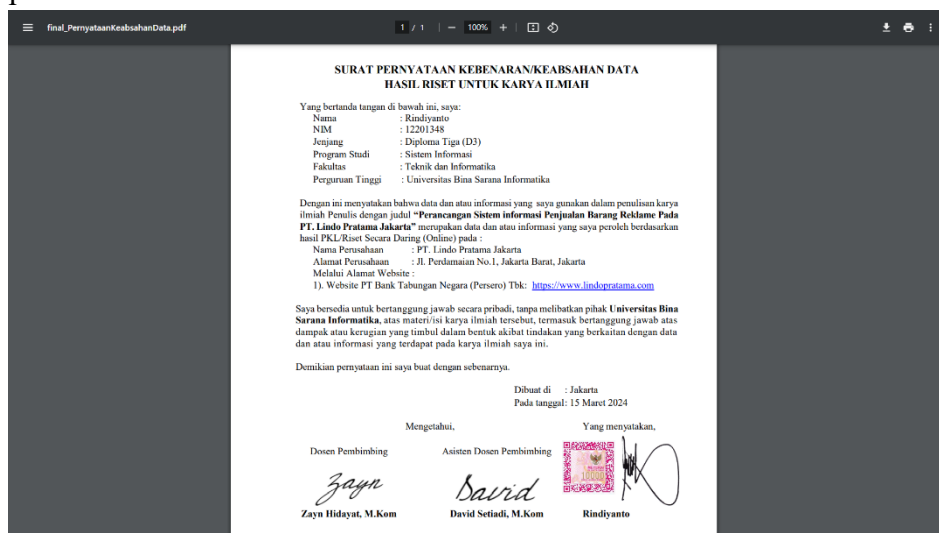 final_PernyataanKeabsahanData.pdf
1 / 1
100%
SURAT PERNYATAAN KEBENARAN/KEABSAHAN DATA
HASIL RISET UNTUK KARYA ILMIAH
Yang bertanda tangan di bawah ini, saya:
Nama : Rindiyanto
NIM : 12201348
Jenjang : Diploma Tiga (D3)
Program Studi : Sistem Informasi
Fakultas : Teknik dan Informatika
Perguruan Tinggi : Universitas Bina Sarana Informatika
Dengan ini menyatakan bahwa data dan atau informasi yang saya gunakan dalam penulisan karya
ilmiah Penulis dengan judul “Perancangan Sistem informasi Penjualan Barang Reklame Pada
PT. Lindo Pratama Jakarta” merupakan data dan atau informasi yang saya peroleh berdasarkan
hasil PKL/Riset Secara Daring (Online) pada :
Nama Perusahaan : PT. Lindo Pratama Jakarta
Alamat Perusahaan : Jl. Perdamaian No.1, Jakarta Barat, Jakarta
Melalui Alamat Website :
1). Website PT Bank Tabungan Negara (Persero) Tbk: https://www.lindopratama.com
Saya bersedia untuk bertanggung jawab secara pribadi, tanpa melibatkan pihak Universitas Bina
Sarana Informatika, atas materi/isi karya ilmiah tersebut, termasuk bertanggung jawab atas
dampak atau kerugian yang timbul dalam bentuk akibat tindakan yang berkaitan dengan data
dan atau informasi yang terdapat pada karya ilmiah saya ini.
Demikian pernyataan ini saya buat dengan sebenarnya.
Dibuat di : Jakarta
Pada tanggal: 15 Maret 2024
Mengetahui, Yang menyatakan,
Dosen Pembimbing Asisten Dosen Pembimbing
10000
Zayn David
Zayn Hidayat, M.Kom David Setiadi, M.Kom Rindiyanto